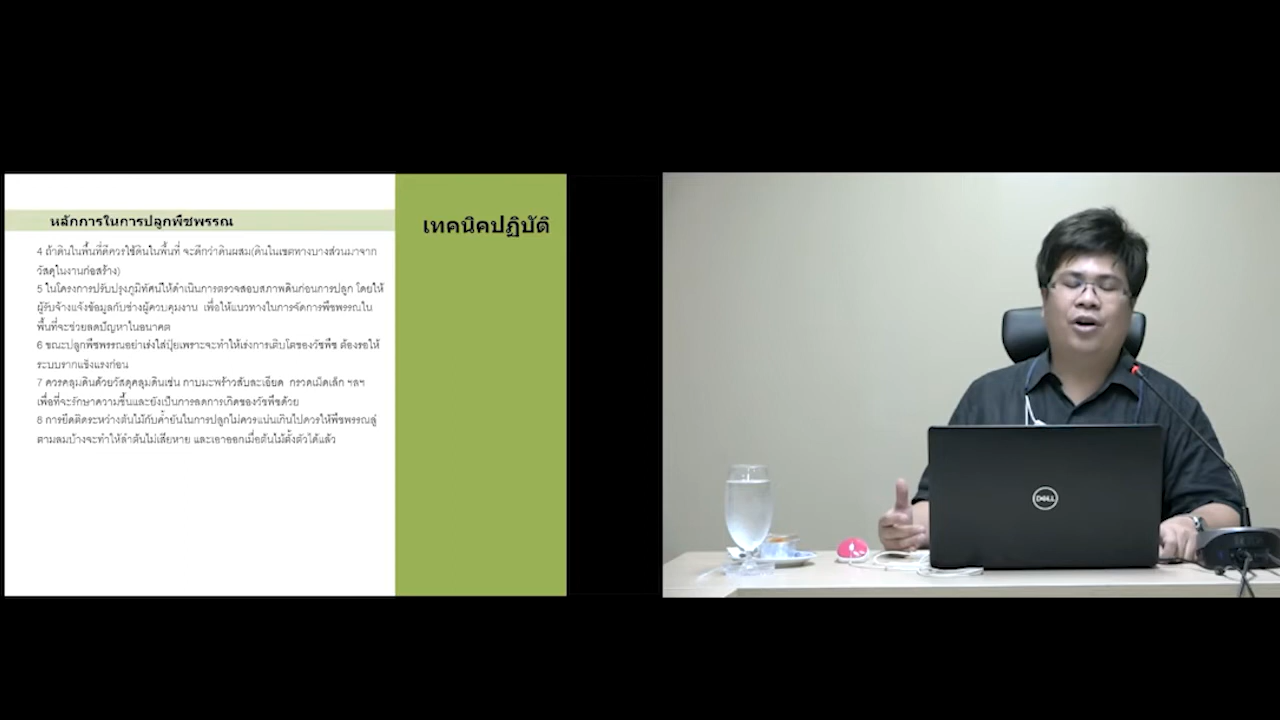 หลักการในการปลูกพืชพรรณ
4 ถ้าดินในพื้นที่ดีควรใช้ดินในพื้นที่ จะดีกว่าดินผสม(ดินในเขตทางบางส่วนมาจาก
วัสดุในงานก่อสร้าง)
5 ในโครงการปรับปรุงภูมิทัศน์ให้ดำเนินการตรวจสอบสภาพดินก่อนการปลูก โดยให้
ผู้รับจ้างแจ้งข้อมูลกับช่างผู้ควบคุมงาน เพื่อให้แนวทางในการจัดการพืชพรรณใน
พื้นที่จะช่วยลดปัญหาในอนาคต
6 ขณะปลูกพืชพรรณอย่าเร่งใส่ปุ๋ยเพราะจะทำให้เร่งการเติบโตของวัชพืช ต้องรอให้
ระบบรากแข็งแรงก่อน
7 ควรคลุมดินด้วยวัสดุคลุมดินเช่น กาบมะพร้าวสับละเอียด กรวดเม็ดเล็ก ฯลฯ
เพื่อที่จะรักษาความชื้นและยังเป็นการลดการเกิดของวัชพืชด้วย
8 การยึดติดระหว่างต้นไม้กับค้ำยันในการปลูกไม่ควรแน่นเกินไปควรให้พืชพรรณลู่
ตามลมบ้างจะทำให้ลำต้นไม่เสียหาย และเอาออกเมื่อต้นไม้ตั้งตัวได้แล้ว
เทคนิคปฏิบัติ
DELL